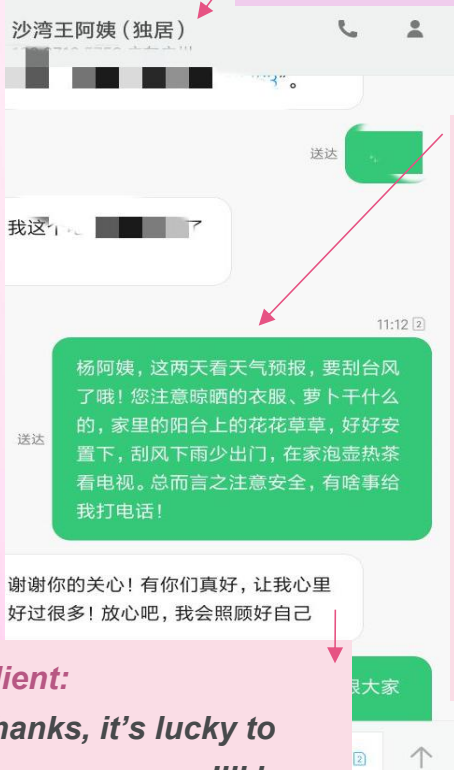 沙湾王阿姨(独居)
送达
11:12 2
杨阿姨,这两天看天气预报,要刮台风
了哦!您注意晾晒的衣服、萝卜干什么
的,家里的阳台上的花花草草,好好安
置下,刮风下雨少出门,在家泡壶热茶
看电视。总而言之注意安全,有啥事给
我打电话!
送达
谢谢你的关心!有你们真好,让我心里
好过很多!放心吧,我会照顾好自己
大家
lient:
hanks, it's lucky to
2